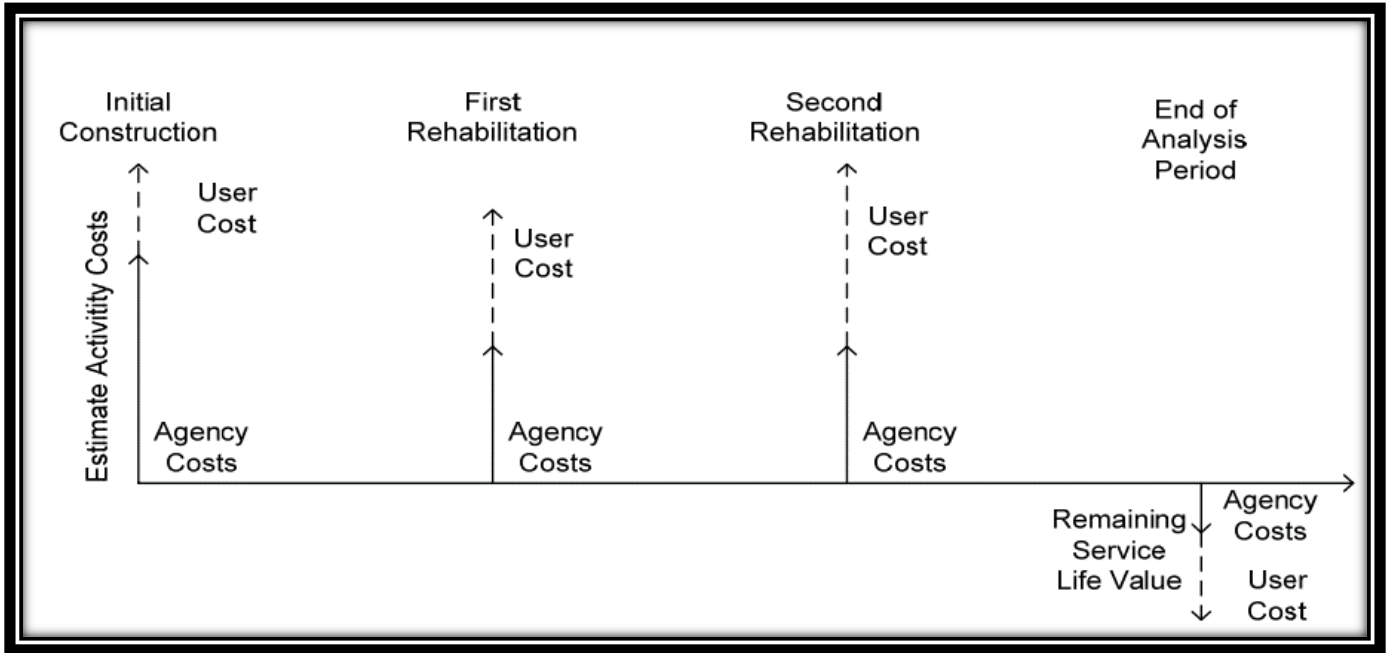 Initial
Construction
First
Rehabilitation
Second
Rehabilitation
End of
Analysis
Period
User
Cost
User
Cost
User
Cost
Estimate Activitity Costs
Agency
Costs
Agency
Costs
Agency
Costs
Remaining
Service
Life Value
Agency
Costs
User
Cost